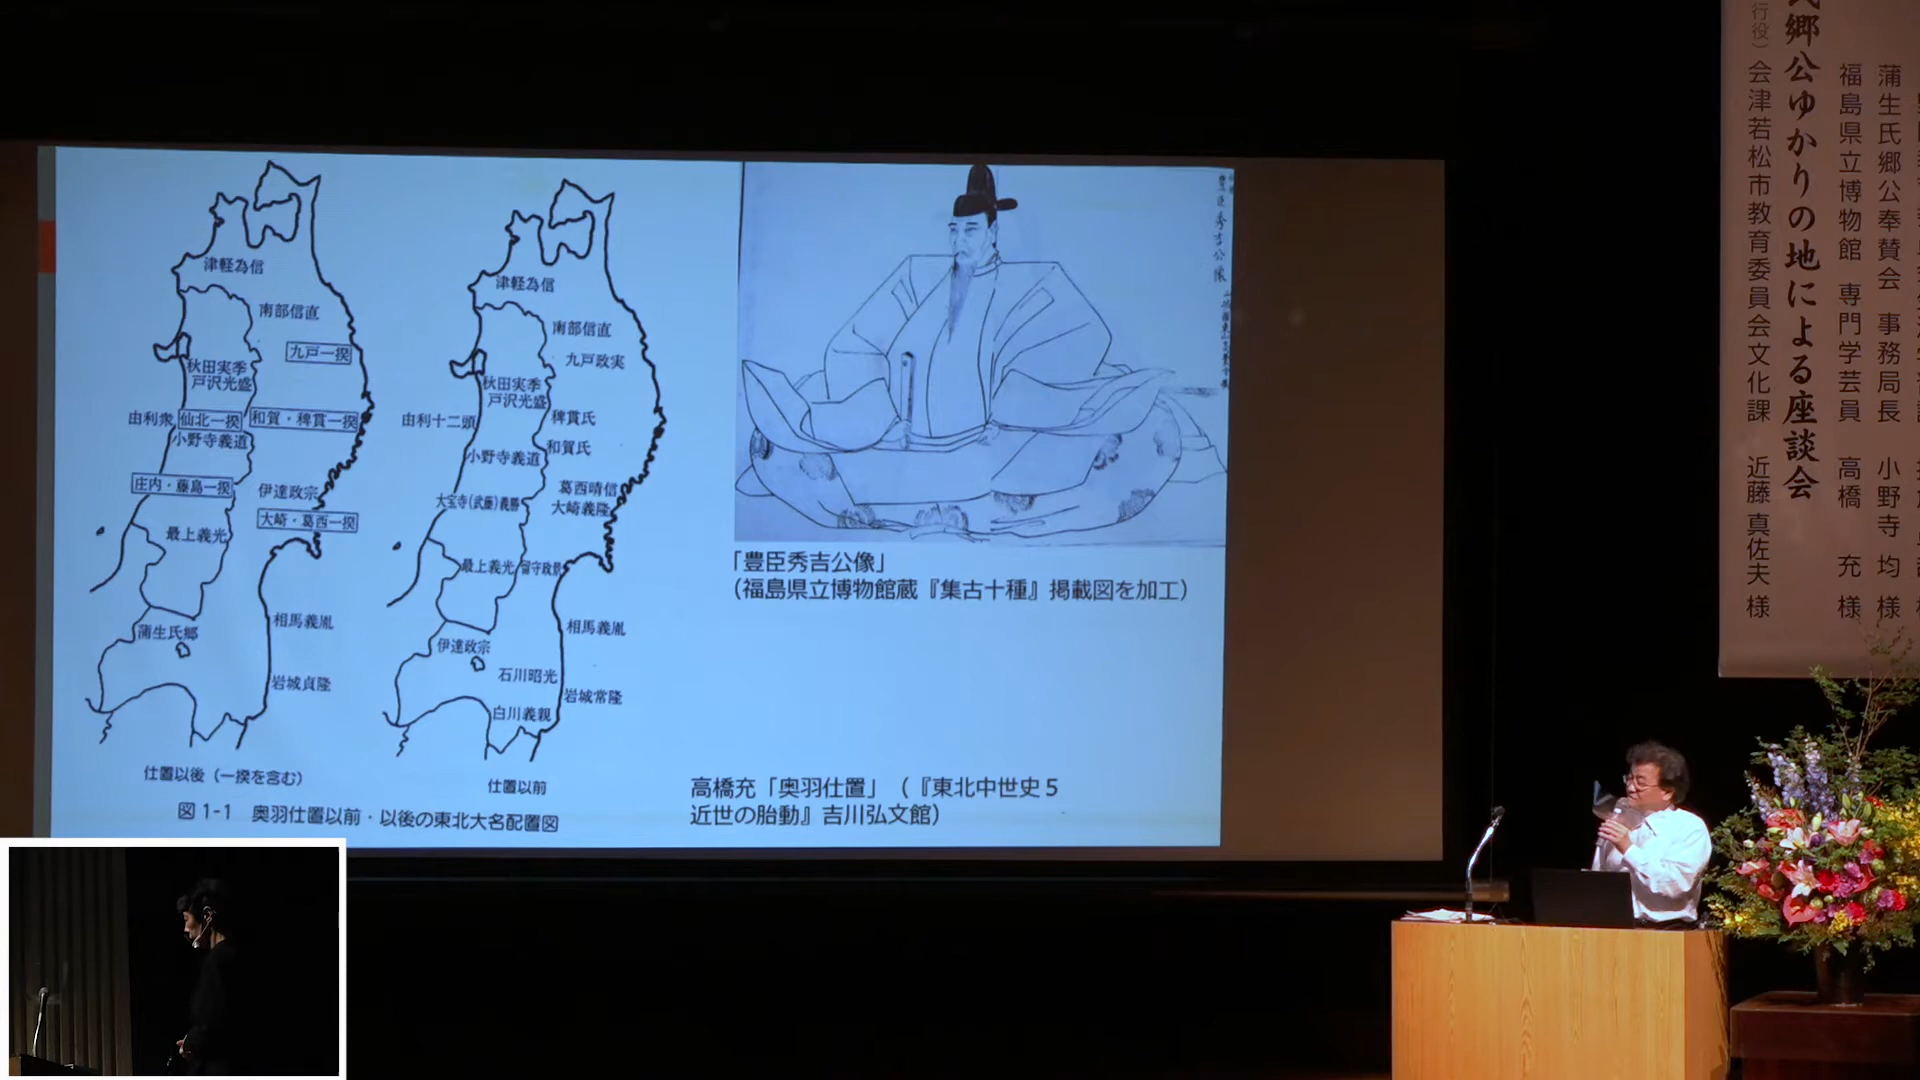 津軽為信
南部信直
九戸一揆
秋田実季
戸沢光盛
由利衆
仙北一揆
和賀・稗貫一揆
小野寺義道
庄内・藤島一揆
伊達政宗
大崎・葛西一揆
最上義光
相馬義胤
蒲生氏郷
岩城貞隆
仕置以後（一揆を含む）
津軽為信
南部信直
九戸政実
秋田実季
戸沢光盛
由利十二頭
稗貫氏
小野寺義道
和賀氏
大宝寺（武藤）義勝
葛西晴信
大崎義隆
最上義光
留守政景
相馬義胤
伊達政宗
石川昭光
岩城常隆
白川義親
仕置以前
図1-1　奥羽仕置以前・以後の東北大名配置図
豊臣秀吉公像
「豊臣秀吉公像」
（福島県立博物館蔵『集古十種』掲載図を加工）
高橋充「奥羽仕置」（『東北中世史５
近世の胎動』吉川弘文館）
蒲生氏郷公奉賛会 事務局長 小野寺 均 様
福島県立博物館 専門学芸員 高橋 充 様
氏郷公ゆかりの地による座談会
行役）会津若松市教育委員会文化課 近藤 真佐夫 様